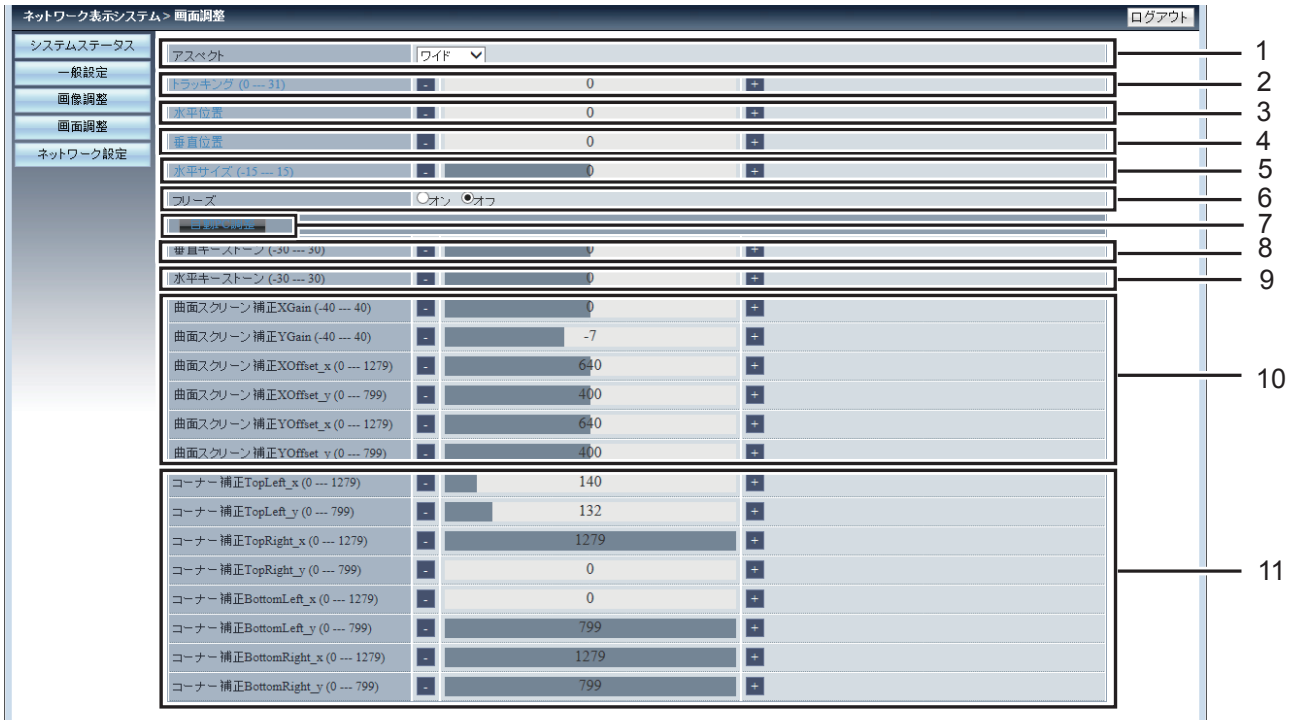 ネットワーク表示システム > 画面調整
ログアウト
システムステータス
一般設定
画像調整
画面調整
ネットワーク設定
アスペクト ワイド 1
トラッキング (0 --- 31) - 0 + 2
水平位置 - 0 + 3
垂直位置 - 0 + 4
水平サイズ (-15 --- 15) - 0 + 5
フリーズ オン オフ 6
自動PC調整 7
垂直キーストーン (-30 --- 30) - 0 + 8
水平キーストーン (-30 --- 30) - 0 + 9
曲面スクリーン補正XGain (-40 --- 40) - 0 +
曲面スクリーン補正YGain (-40 --- 40) - -7 +
曲面スクリーン補正XOffset_x (0 --- 1279) - 640 +
曲面スクリーン補正XOffset_y (0 --- 799) - 400 +
10
曲面スクリーン補正YOffset_x (0 --- 1279) - 640 +
曲面スクリーン補正YOffset_y (0 --- 799) - 400 +
コーナー補正TopLeft_x (0 --- 1279) - 140 +
コーナー補正TopLeft_y (0 --- 799) - 132 +
コーナー補正TopRight_x (0 --- 1279) - 1279 +
コーナー補正TopRight_y (0 --- 799) - 0 +
11
コーナー補正BottomLeft_x (0 --- 1279) - 0 +
コーナー補正BottomLeft_y (0 --- 799) - 799 +
コーナー補正BottomRight_x (0 --- 1279) - 1279 +
コーナー補正BottomRight_y (0 --- 799) - 799 +